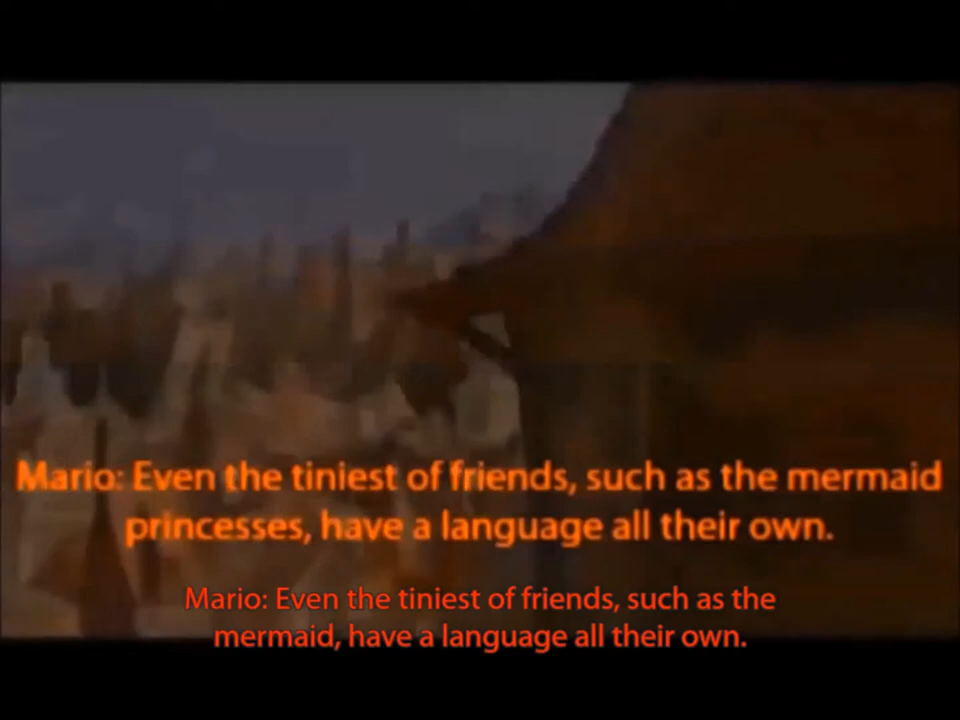 Mario: Even the tiniest of friends, such as the mermaid
princesses, have a language all their own.
Mario: Even the tiniest of friends, such as the
mermaid, have a language all their own.